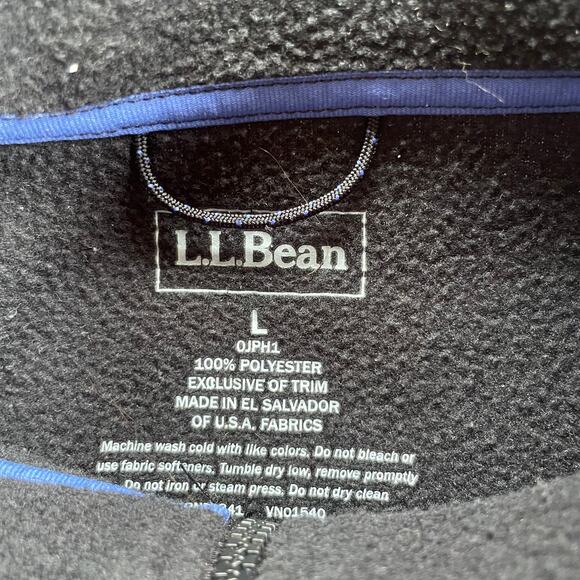 L.L.Bean
L
0JPH1
100% POLYESTER
EXCLUSIVE OF TRIM
MADE IN EL SALVADOR
OF U.S.A. FABRICS
Machine wash cold with like colors. Do not bleach or
use fabric softeners. Tumble dry low, remove promptly
Do not iron or steam press. Do not dry clean
VN01540